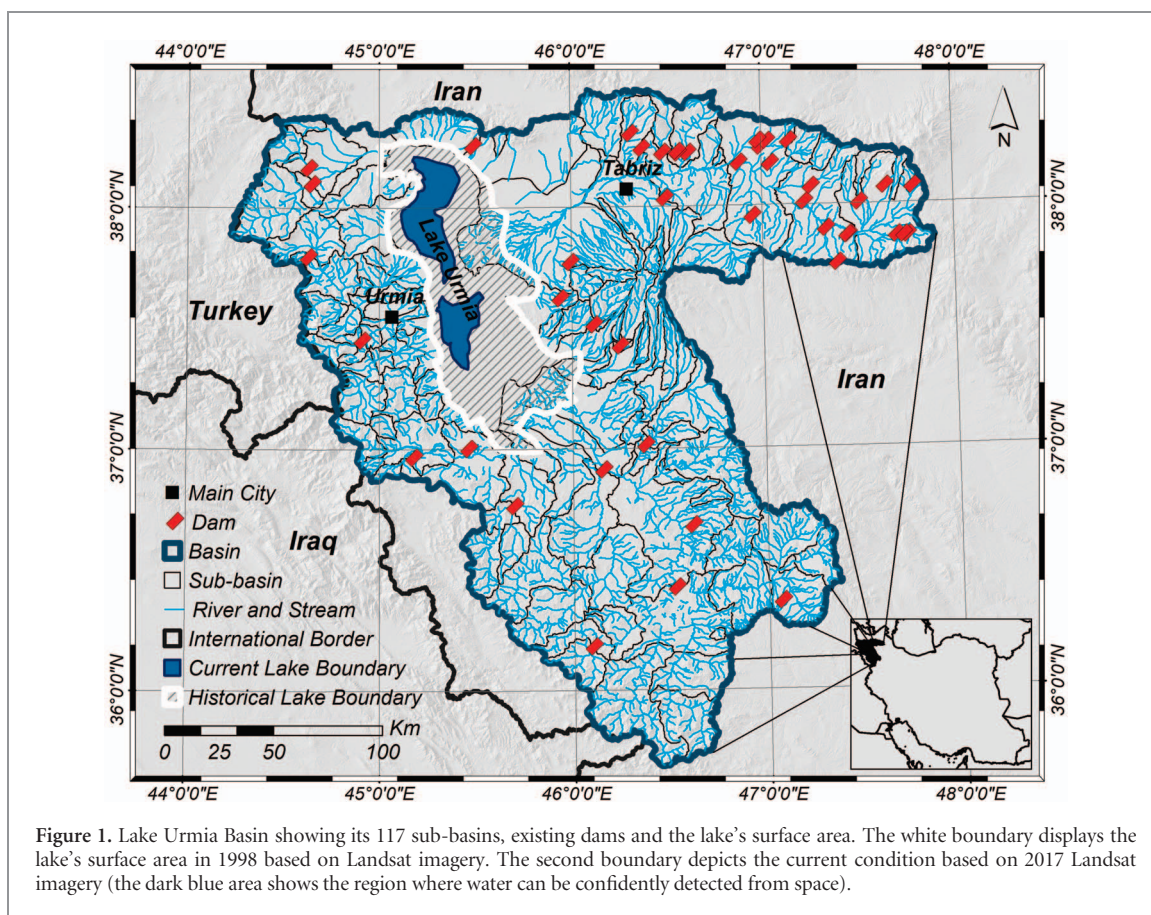 44°0'0"E 45°0'0"E 46°0'0"E 47°0'0"E 48°0'0"E
Iran
N
Tabriz
38°0'0"N
38°0'0"N
Lake Urmia
Urmia
Turkey
Iran
37°0'0"N
37°0'0"N
Main City
Dam
Iraq
Basin
Sub-basin
River and Stream
International Border
Current Lake Boundary
Historical Lake Boundary
36°0'0"N
36°0'0"N
Km
0 25 50 100
44°0'0"E 45°0'0"E 46°0'0"E 47°0'0"E 48°0'0"E
Figure 1. Lake Urmia Basin showing its 117 sub-basins, existing dams and the lake's surface area. The white boundary displays the
lake's surface area in 1998 based on Landsat imagery. The second boundary depicts the current condition based on 2017 Landsat
imagery (the dark blue area shows the region where water can be confidently detected from space).